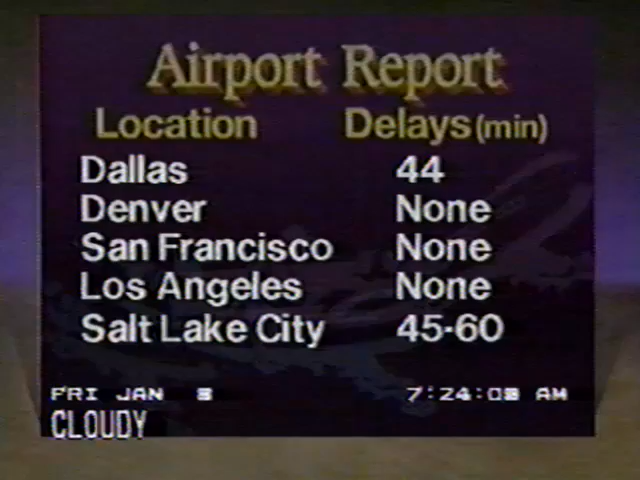 Airport Report
Location Delays (min)
Dallas 44
Denver None
San Francisco None
Los Angeles None
Salt Lake City 45-60
FRI JAN 8 7:24:08 AM
CLOUDY